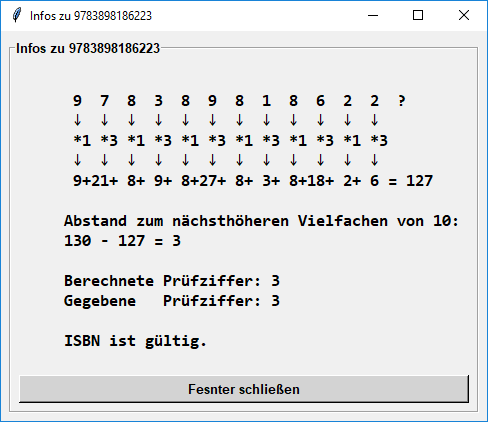 Infos zu 9783898186223
Infos zu 9783898186223
9 7 8 3 8 9 8 1 8 6 2 2 ?
↓ ↓ ↓ ↓ ↓ ↓ ↓ ↓ ↓ ↓ ↓ ↓
*1 *3 *1 *3 *1 *3 *1 *3 *1 *3 *1 *3
↓ ↓ ↓ ↓ ↓ ↓ ↓ ↓ ↓ ↓ ↓ ↓
9+21+ 8+ 9+ 8+27+ 8+ 3+ 8+18+ 2+ 6 = 127
Abstand zum nächsthöheren Vielfachen von 10:
130 - 127 = 3
Berechnete Prüfziffer: 3
Gegebene Prüfziffer: 3
ISBN ist gültig.
Fesnter schließen